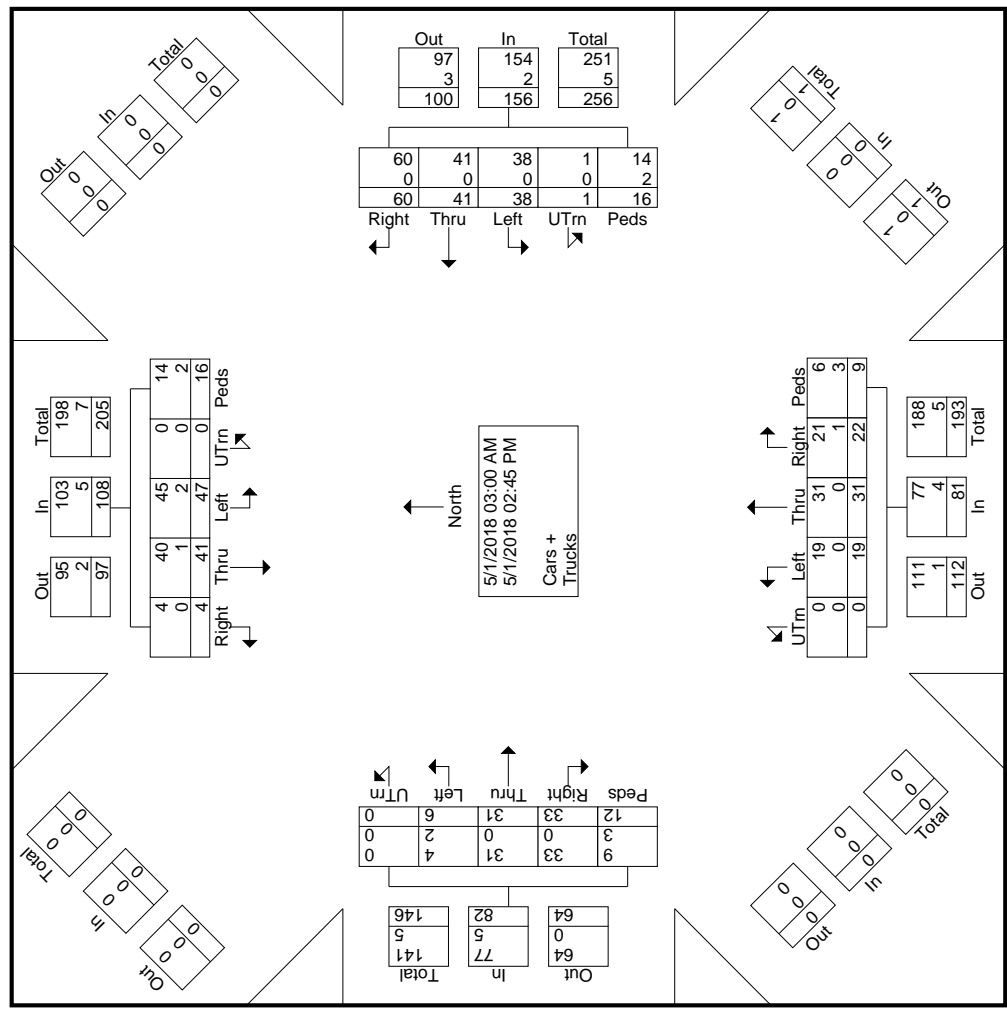 Out In Total
97 154 251
3 2 5
100 156 256
60 41 38 1 14
0 0 0 0 2
60 41 38 1 16
Right Thru Left UTrn Peds
Total
0
0
0
In
0
0
0
Out
0
0
0
Total
1
0
1
In
0
0
0
Out
1
0
1
Total
198
7
205
In
103
5
108
Out
95
2
97
14
2
16
Peds
0
0
0
UTrn
45
2
47
Left
40
1
41
Thru
4
0
4
Right
North
5/1/2018 03:00 AM
5/1/2018 02:45 PM
Cars +
Trucks
Peds
6
3
9
Right
21
1
22
Thru
31
0
31
Left
19
0
19
UTrn
0
0
0
188
5
193
Total
77
4
81
In
111
1
112
Out
Peds Right Thru Left UTrn
12 33 31 6 0
3 0 0 2 0
9 33 31 4 0
64 82 146
0 5 5
64 77 141
Out In Total
0
0
0
Total
0
0
0
In
0
0
0
Out
0
0
0
Total
0
0
0
In
0
0
0
Out